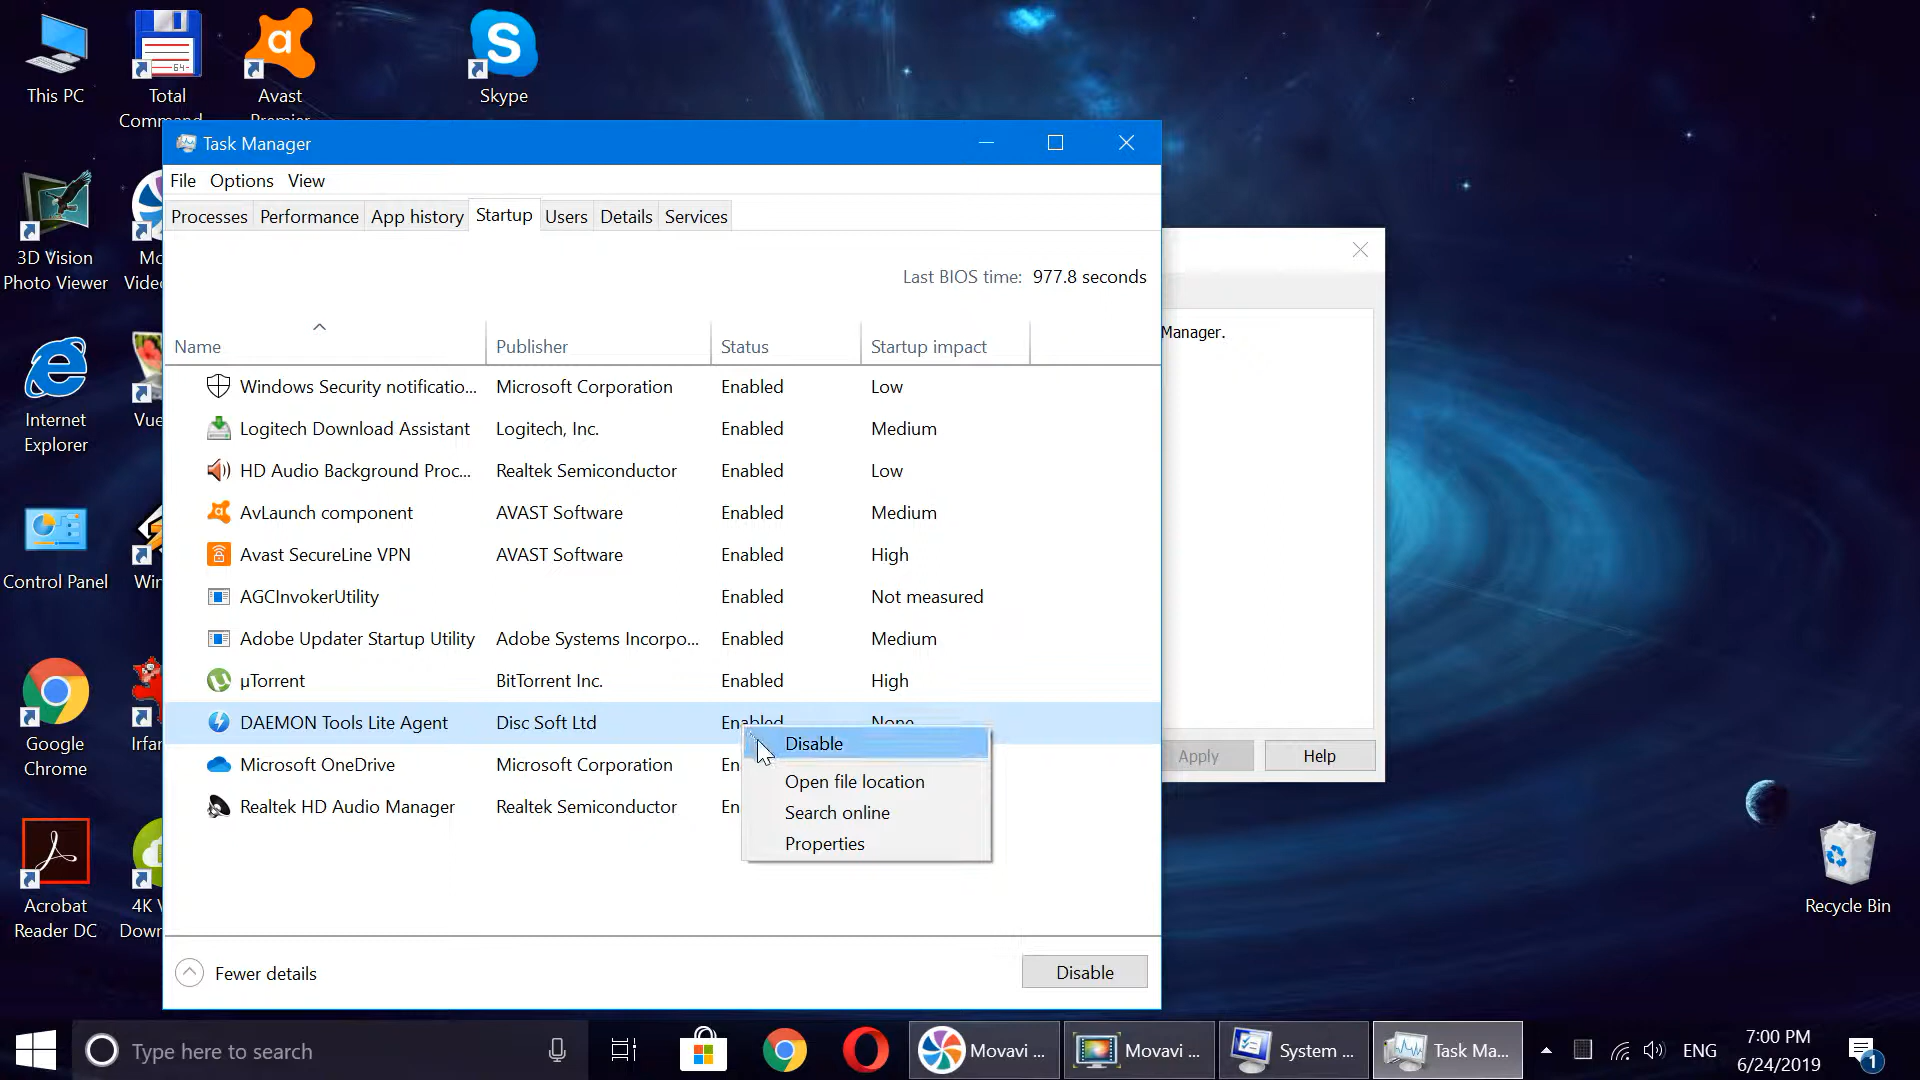 This PC
Total
Comman
Avast
Premier
Skype
3D Vision
Photo Viewer
Internet
Explorer
Control Panel
Google
Chrome
Acrobat
Reader DC
Mo
Video
Vue
Win
Irfan
4K V
Down
64
Task Manager
File Options View
Processes Performance App history Startup Users Details Services
Last BIOS time: 977.8 seconds
Name Publisher Status Startup impact
Windows Security notificatio... Microsoft Corporation Enabled Low
Logitech Download Assistant Logitech, Inc. Enabled Medium
HD Audio Background Proc... Realtek Semiconductor Enabled Low
AvLaunch component AVAST Software Enabled Medium
Avast SecureLine VPN AVAST Software Enabled High
AGCInvokerUtility Enabled Not measured
Adobe Updater Startup Utility Adobe Systems Incorpo... Enabled Medium
µTorrent BitTorrent Inc. Enabled High
DAEMON Tools Lite Agent Disc Soft Ltd Enabled None
Microsoft OneDrive Microsoft Corporation En
Realtek HD Audio Manager Realtek Semiconductor En
Disable
Open file location
Search online
Properties
Fewer details
Disable
Manager.
Apply
Help
Recycle Bin
Type here to search
Movavi ...
Movavi ...
System ...
Task Ma...
ENG
7:00 PM
6/24/2019
1